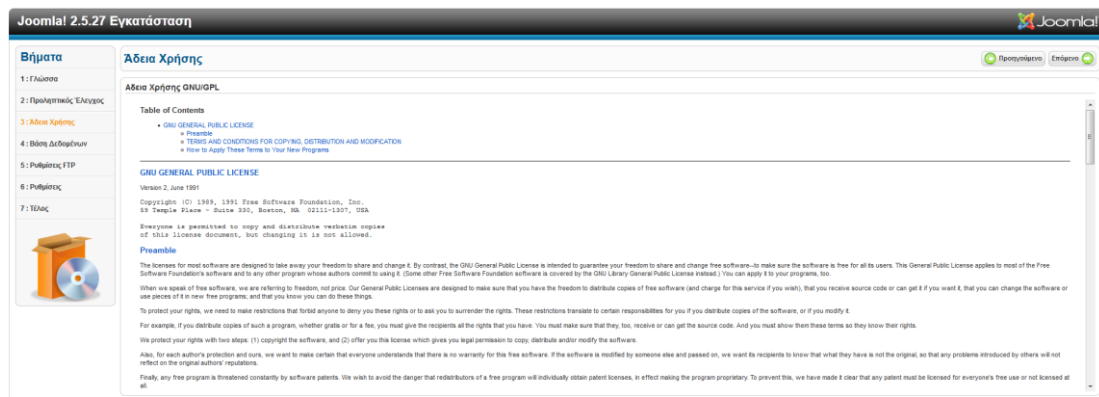 Joomla! 2.5.27 Εγκατάσταση
Joomla!
Βήματα
1 : Γλώσσα
2 : Προληπτικός Έλεγχος
3 : Άδεια Χρήσης
4 : Βάση Δεδομένων
5 : Ρυθμίσεις FTP
6 : Ρυθμίσεις
7 : Τέλος
Άδεια Χρήσης
Προηγούμενο
Επόμενο
Αδεια Χρήσης GNU/GPL
Table of Contents
GNU GENERAL PUBLIC LICENSE
Preamble
TERMS AND CONDITIONS FOR COPYING, DISTRIBUTION AND MODIFICATION
How to Apply These Terms to Your New Programs
GNU GENERAL PUBLIC LICENSE
Version 2, June 1991
Copyright (C) 1989, 1991 Free Software Foundation, Inc.
59 Temple Place - Suite 330, Boston, MA 02111-1307, USA
Everyone is permitted to copy and distribute verbatim copies
of this license document, but changing it is not allowed.
Preamble
The licenses for most software are designed to take away your freedom to share and change it. By contrast, the GNU General Public License is intended to guarantee your freedom to share and change free software--to make sure the software is free for all its users. This General Public License applies to most of the Free
Software Foundation's software and to any other program whose authors commit to using it. (Some other Free Software Foundation software is covered by the GNU Library General Public License instead.) You can apply it to your programs, too.
When we speak of free software, we are referring to freedom, not price. Our General Public Licenses are designed to make sure that you have the freedom to distribute copies of free software (and charge for this service if you wish), that you receive source code or can get it if you want it, that you can change the software or
use pieces of it in new free programs; and that you know you can do these things.
To protect your rights, we need to make restrictions that forbid anyone to deny you these rights or to ask you to surrender the rights. These restrictions translate to certain responsibilities for you if you distribute copies of the software, or if you modify it.
For example, if you distribute copies of such a program, whether gratis or for a fee, you must give the recipients all the rights that you have. You must make sure that they, too, receive or can get the source code. And you must show them these terms so they know their rights.
We protect your rights with two steps: (1) copyright the software, and (2) offer you this license which gives you legal permission to copy, distribute and/or modify the software.
Also, for each author's protection and ours, we want to make certain that everyone understands that there is no warranty for this free software. If the software is modified by someone else and passed on, we want its recipients to know that what they have is not the original, so that any problems introduced by others will not
reflect on the original authors' reputations.
Finally, any free program is threatened constantly by software patents. We wish to avoid the danger that redistributors of a free program will individually obtain patent licenses, in effect making the program proprietary. To prevent this, we have made it clear that any patent must be licensed for everyone's free use or not licensed at
all.